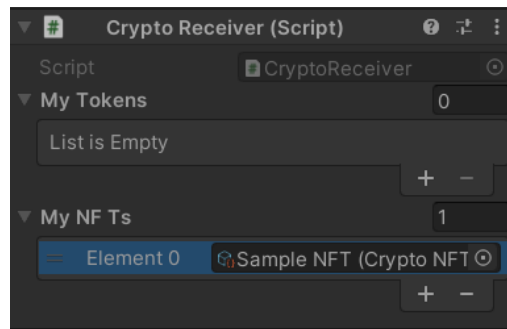 Crypto Receiver (Script)
Script CryptoReceiver
My Tokens 0
List is Empty
+ −
My NF Ts 1
Element 0 Sample NFT (Crypto NFT
+ −